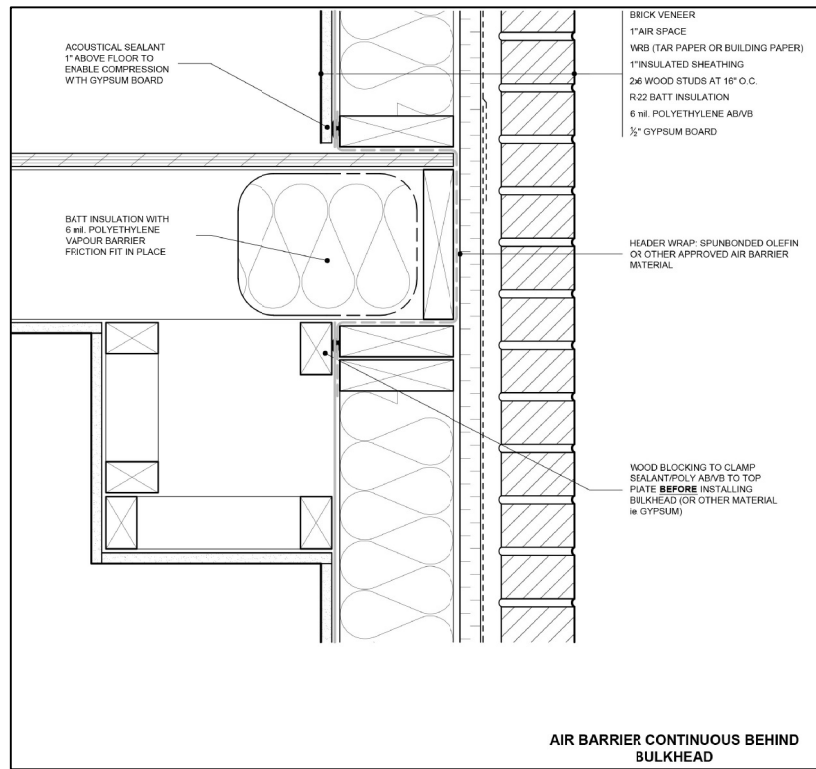 BRICK VENEER
1" AIR SPACE
WRB (TAR PAPER OR BUILDING PAPER)
1" INSULATED SHEATHING
2x6 WOOD STUDS AT 16" O.C.
R-22 BATT INSULATION
6 mil. POLYETHYLENE AB/VB
½" GYPSUM BOARD
ACOUSTICAL SEALANT
1" ABOVE FLOOR TO
ENABLE COMPRESSION
WITH GYPSUM BOARD
BATT INSULATION WITH
6 mil. POLYETHYLENE
VAPOUR BARRIER
FRICTION FIT IN PLACE
HEADER WRAP: SPUNBONDED OLEFIN
OR OTHER APPROVED AIR BARRIER
MATERIAL
WOOD BLOCKING TO CLAMP
SEALANT/POLY AB/VB TO TOP
PLATE BEFORE INSTALLING
BULKHEAD (OR OTHER MATERIAL
ie GYPSUM)
AIR BARRIER CONTINUOUS BEHIND
BULKHEAD